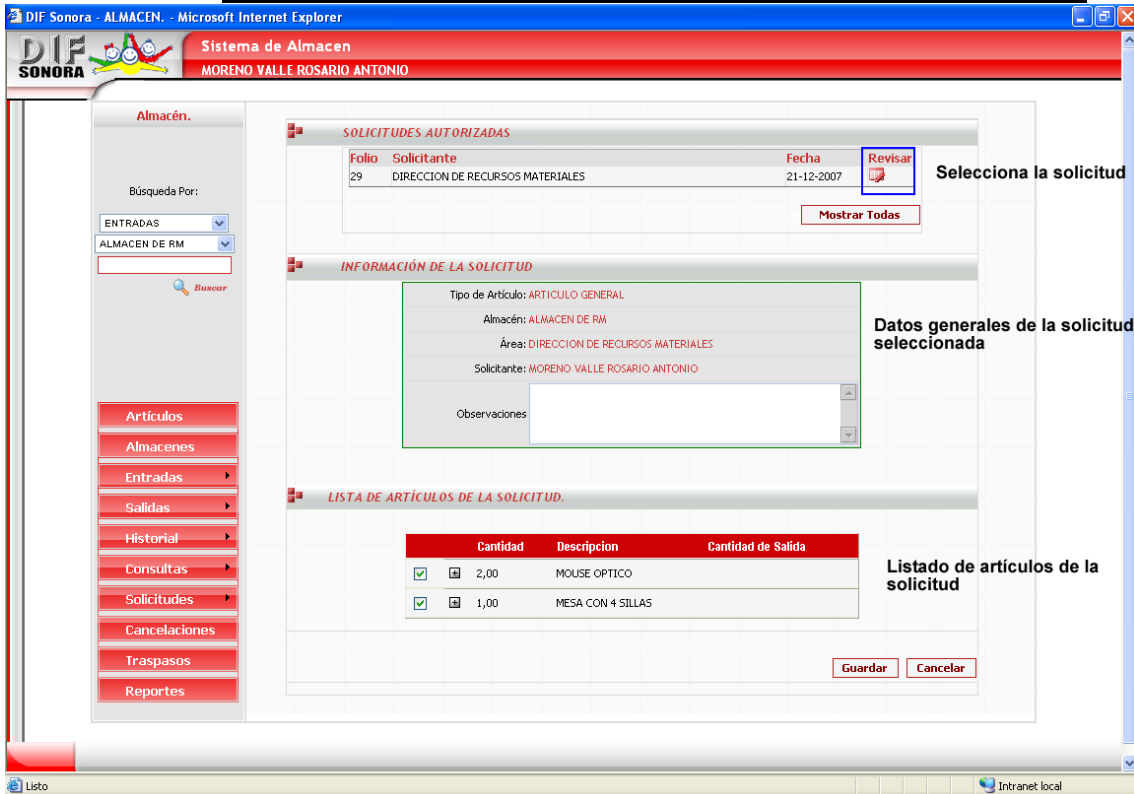 DIF Sonora - ALMACEN. - Microsoft Internet Explorer
DIF
SONORA
Sistema de Almacen
MORENO VALLE ROSARIO ANTONIO
Almacén.
Búsqueda Por:
ENTRADAS
ALMACEN DE RM
Buscar
Artículos
Almacenes
Entradas
Salidas
Historial
Consultas
Solicitudes
Cancelaciones
Traspasos
Reportes
SOLICITUDES AUTORIZADAS
Folio Solicitante Fecha Revisar
29 DIRECCION DE RECURSOS MATERIALES 21-12-2007
Mostrar Todas
Selecciona la solicitud
INFORMACIÓN DE LA SOLICITUD
Tipo de Artículo: ARTICULO GENERAL
Almacén: ALMACEN DE RM
Área: DIRECCION DE RECURSOS MATERIALES
Solicitante: MORENO VALLE ROSARIO ANTONIO
Observaciones
Datos generales de la solicitud
seleccionada
LISTA DE ARTÍCULOS DE LA SOLICITUD.
Cantidad Descripcion Cantidad de Salida
2,00 MOUSE OPTICO
1,00 MESA CON 4 SILLAS
Listado de artículos de la
solicitud
Guardar Cancelar
Listo
Intranet local